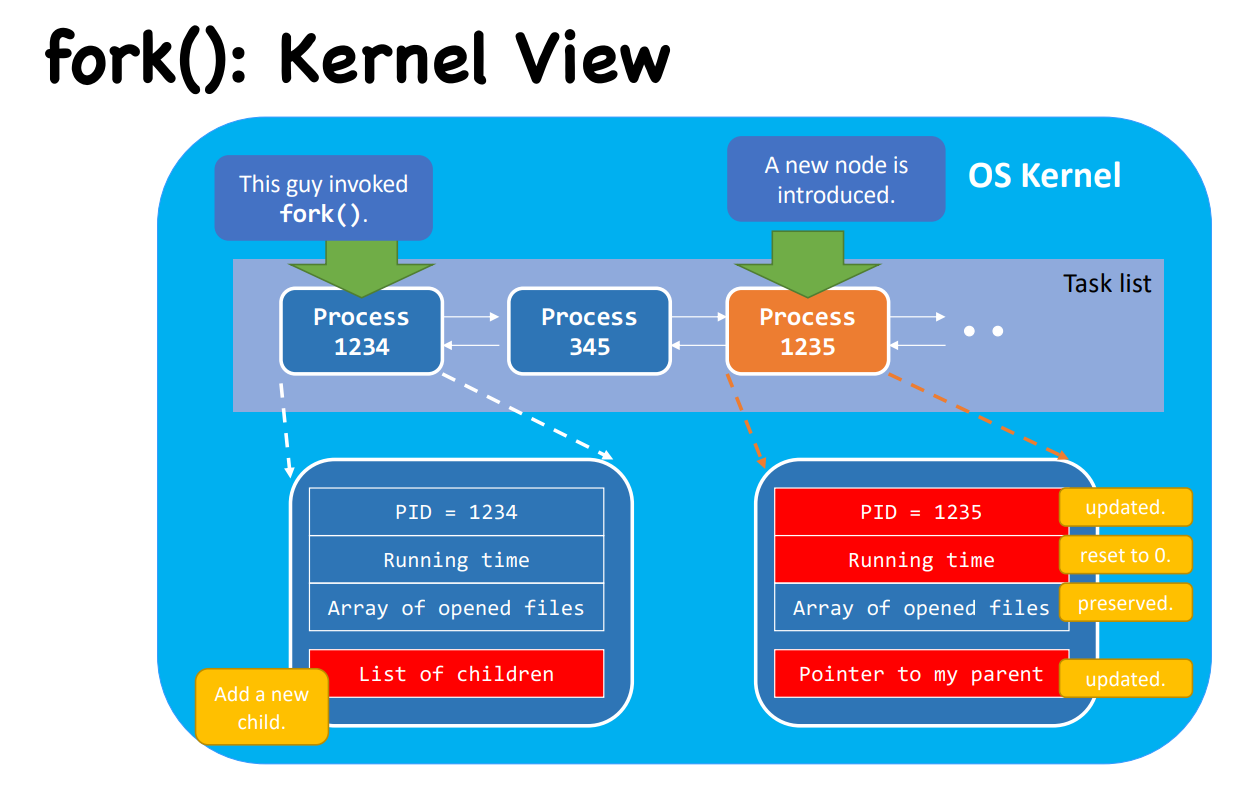 fork(): Kernel View
This guy invoked
fork().
A new node is
introduced.
OS Kernel
Task list
Process
1234
Process
345
Process
1235
PID = 1234
Running time
Array of opened files
List of children
Add a new
child.
PID = 1235
updated.
Running time
reset to 0.
Array of opened files
preserved.
Pointer to my parent
updated.